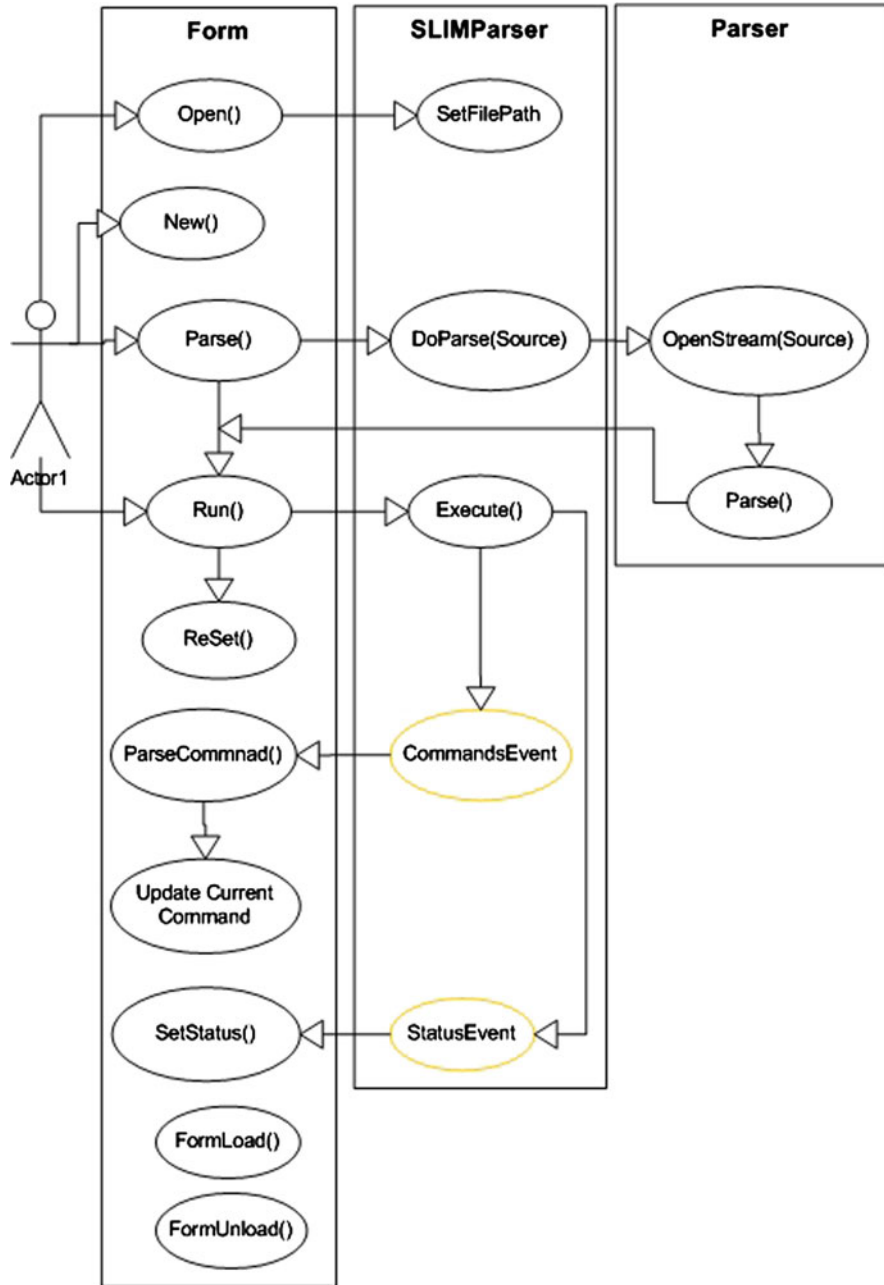 Form
SLIMParser
Parser
Open()
SetFilePath
New()
Parse()
DoParse(Source)
OpenStream(Source)
Actor1
Run()
Execute()
Parse()
ReSet()
ParseCommnad()
CommandsEvent
Update Current
Command
SetStatus()
StatusEvent
FormLoad()
FormUnload()